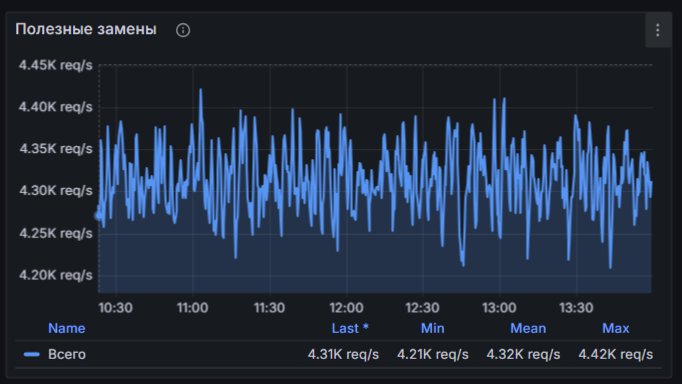 Полезные замены
4.45K req/s
4.40K req/s
4.35K req/s
4.30K req/s
4.25K req/s
4.20K req/s
10:30 11:00 11:30 12:00 12:30 13:00 13:30
Name Last * Min Mean Max
Всего 4.31K req/s 4.21K req/s 4.32K req/s 4.42K req/s